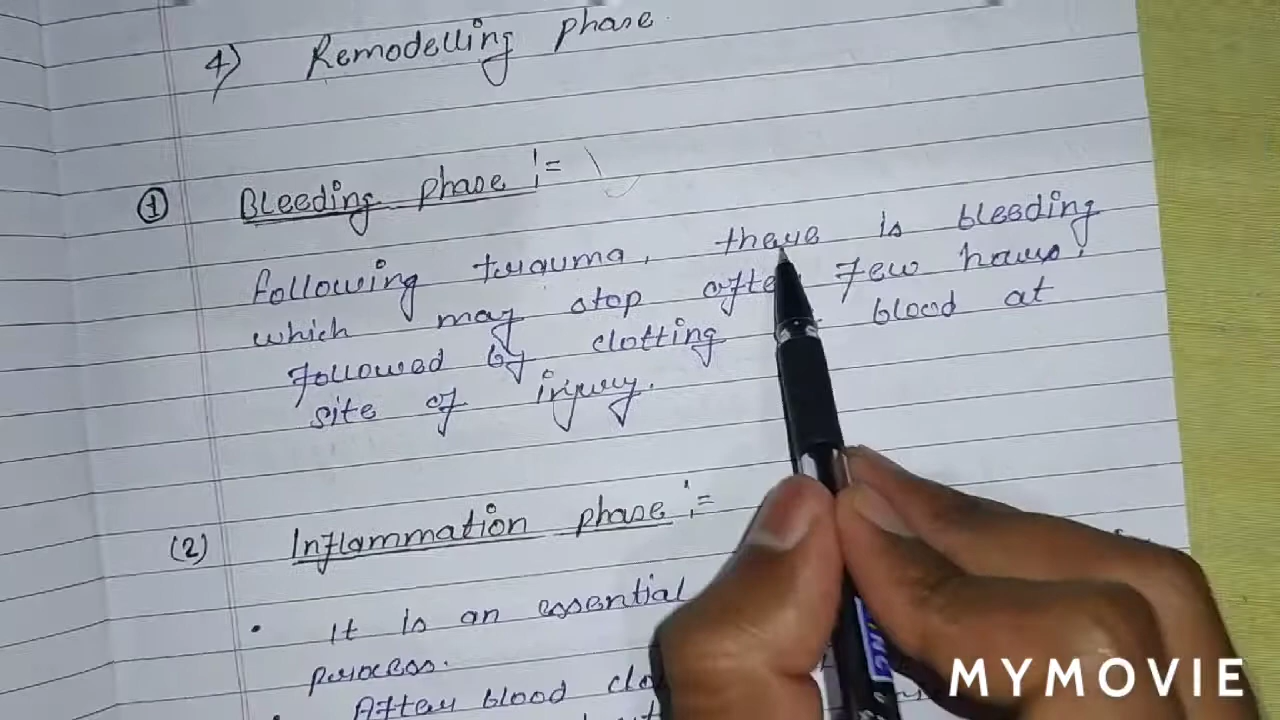 4) Remodelling phase
① Bleeding phase :=
following trauma, there is bleeding
which may stop after few hours.
followed by clotting blood at
site of injury.
(2) Inflammation phase :=
• It is an essential
process.
After blood
MYMOVIE